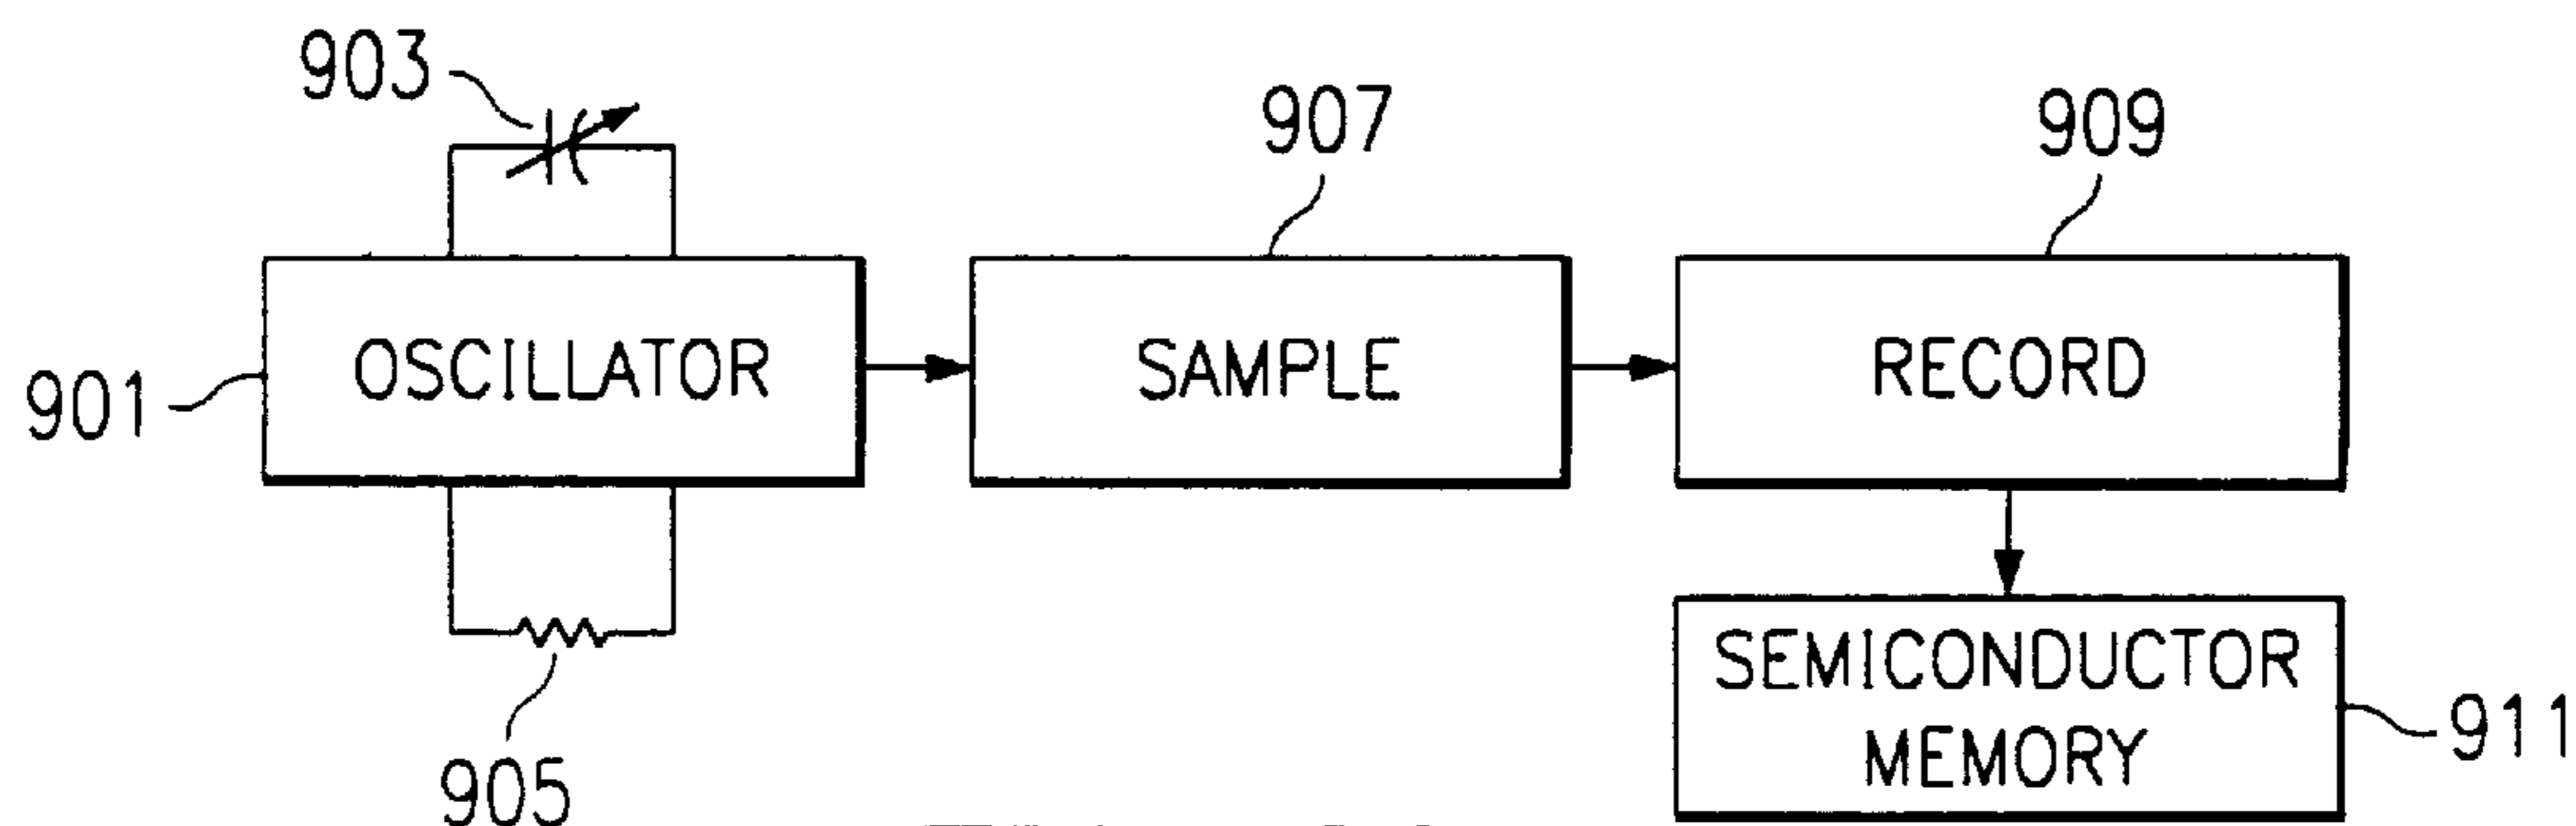 903
907
909
901
OSCILLATOR
SAMPLE
RECORD
905
SEMICONDUCTOR
MEMORY
911